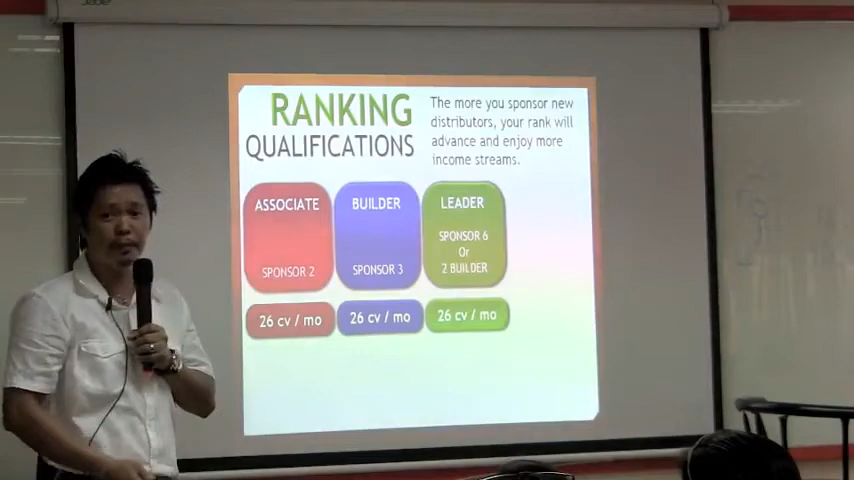 RANKING
QUALIFICATIONS
The more you sponsor new
distributors, your rank will
advance and enjoy more
income streams.
ASSOCIATE
SPONSOR 2
BUILDER
SPONSOR 3
LEADER
SPONSOR 6
Or
2 BUILDER
26 cv / mo
26 cv / mo
26 cv / mo